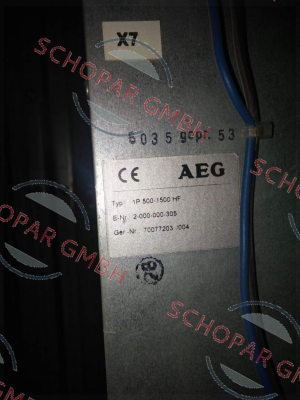 X7
6035 gepr. 53
CE AEG
Typ 1P 500-1500 HF
E-Nr. 2-000-000-305
Ger.-Nr. 70077203 /004
SCHOPAR GMBH
SCHOPAR GMBH
SCHOPAR GMBH